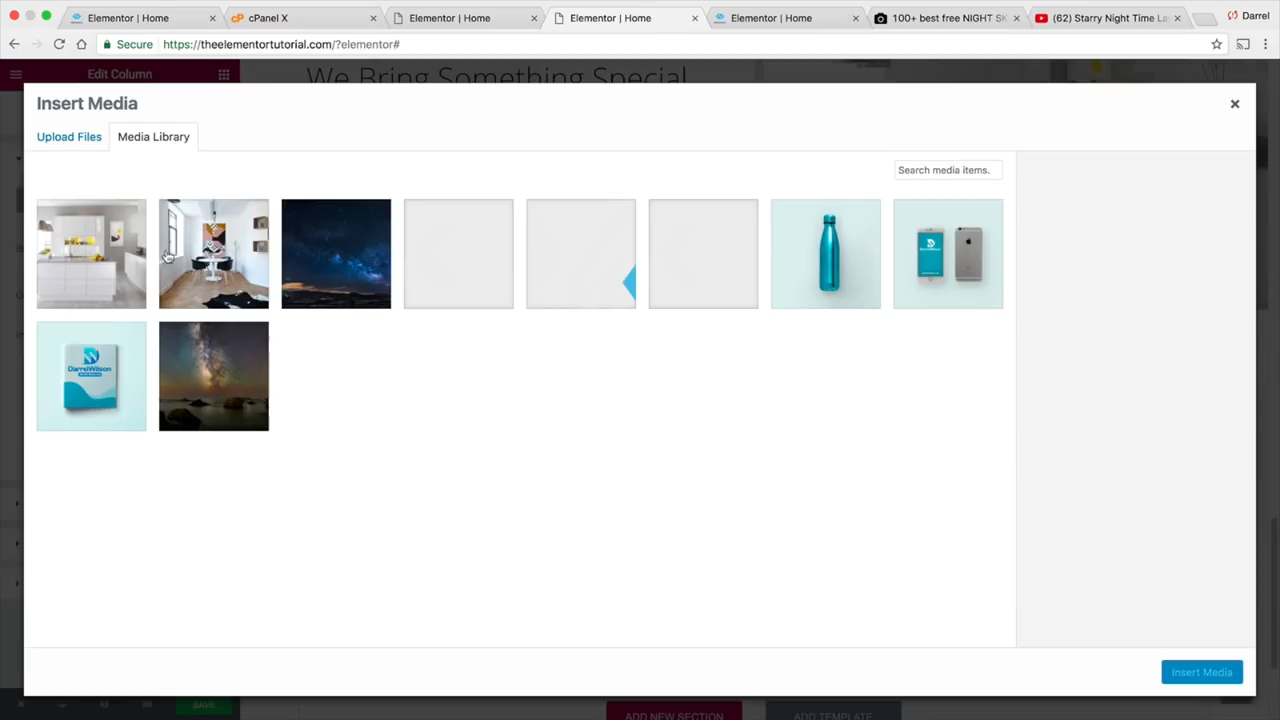 Elementor | Home
cPanel X
Elementor | Home
Elementor | Home
Elementor | Home
100+ best free NIGHT SK
(62) Starry Night Time La
Darrel
Secure
https://theelementortutorial.com/?elementor#
Edit Column
We Bring Something Special
Insert Media
Upload Files
Media Library
Search media items.
DarrelWilson
Insert Media
SAVE
ADD NEW SECTION
ADD TEMPLATE